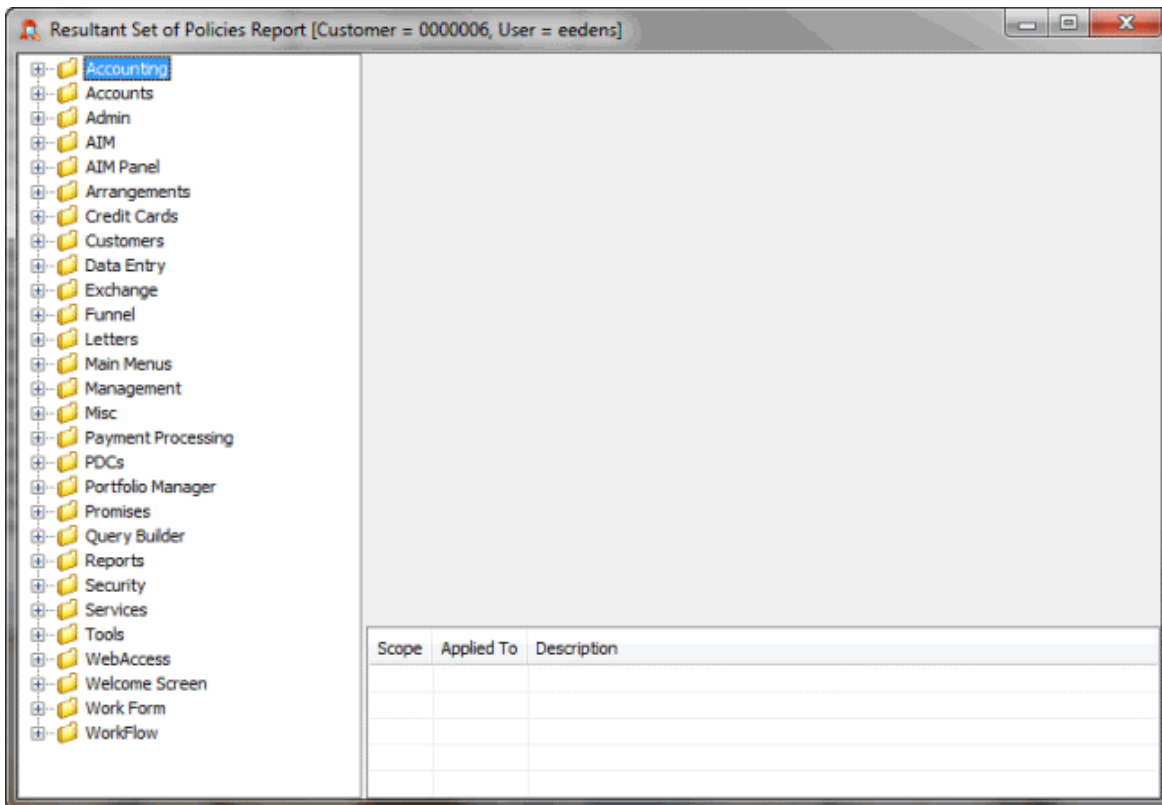 Resultant Set of Policies Report [Customer = 0000006, User = eedens]
Accounting
Accounts
Admin
AIM
AIM Panel
Arrangements
Credit Cards
Customers
Data Entry
Exchange
Funnel
Letters
Main Menus
Management
Misc
Payment Processing
PDCs
Portfolio Manager
Promises
Query Builder
Reports
Security
Services
Tools
WebAccess
Welcome Screen
Work Form
WorkFlow
Scope Applied To Description